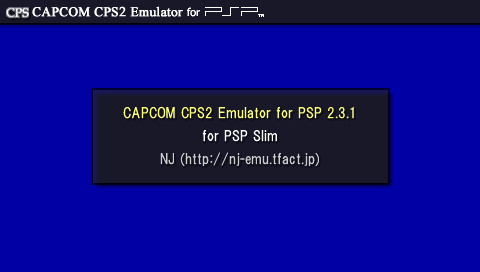 CPS CAPCOM CPS2 Emulator for PSP™
CAPCOM CPS2 Emulator for PSP 2.3.1
for PSP Slim
NJ (http://nj-emu.tfact.jp)